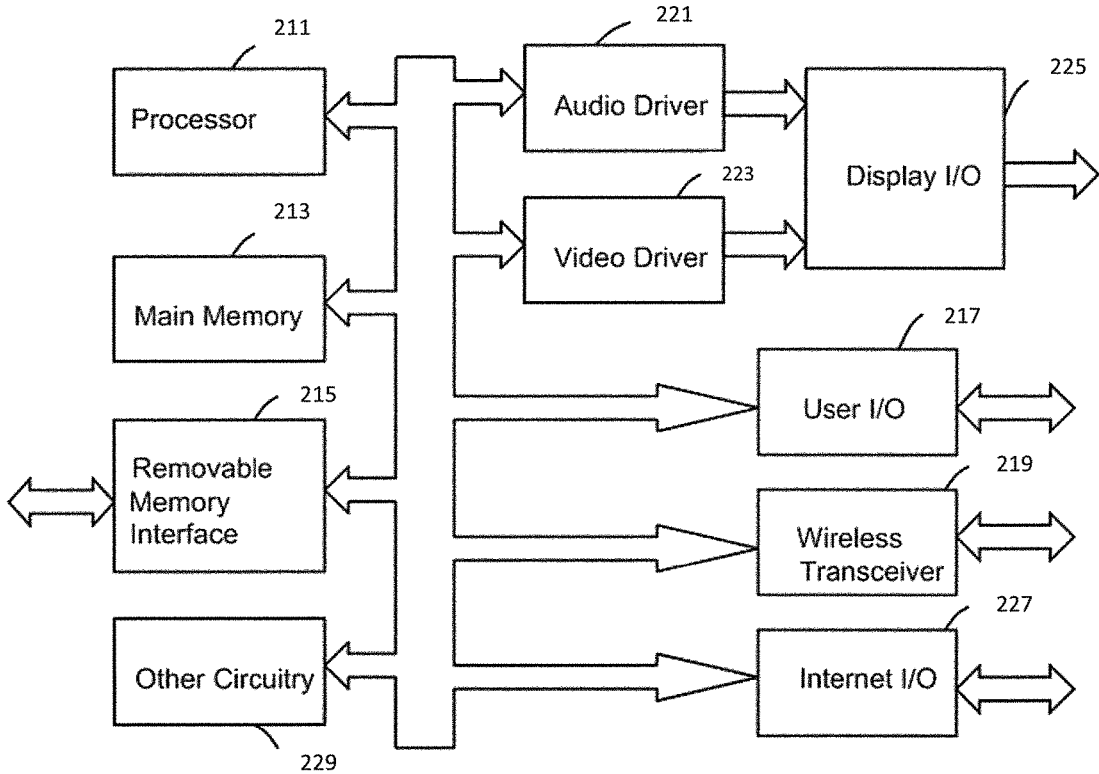 211
Processor
213
Main Memory
215
Removable
Memory
Interface
Other Circuitry
229
221
Audio Driver
223
Video Driver
225
Display I/O
217
User I/O
219
Wireless
Transceiver
227
Internet I/O